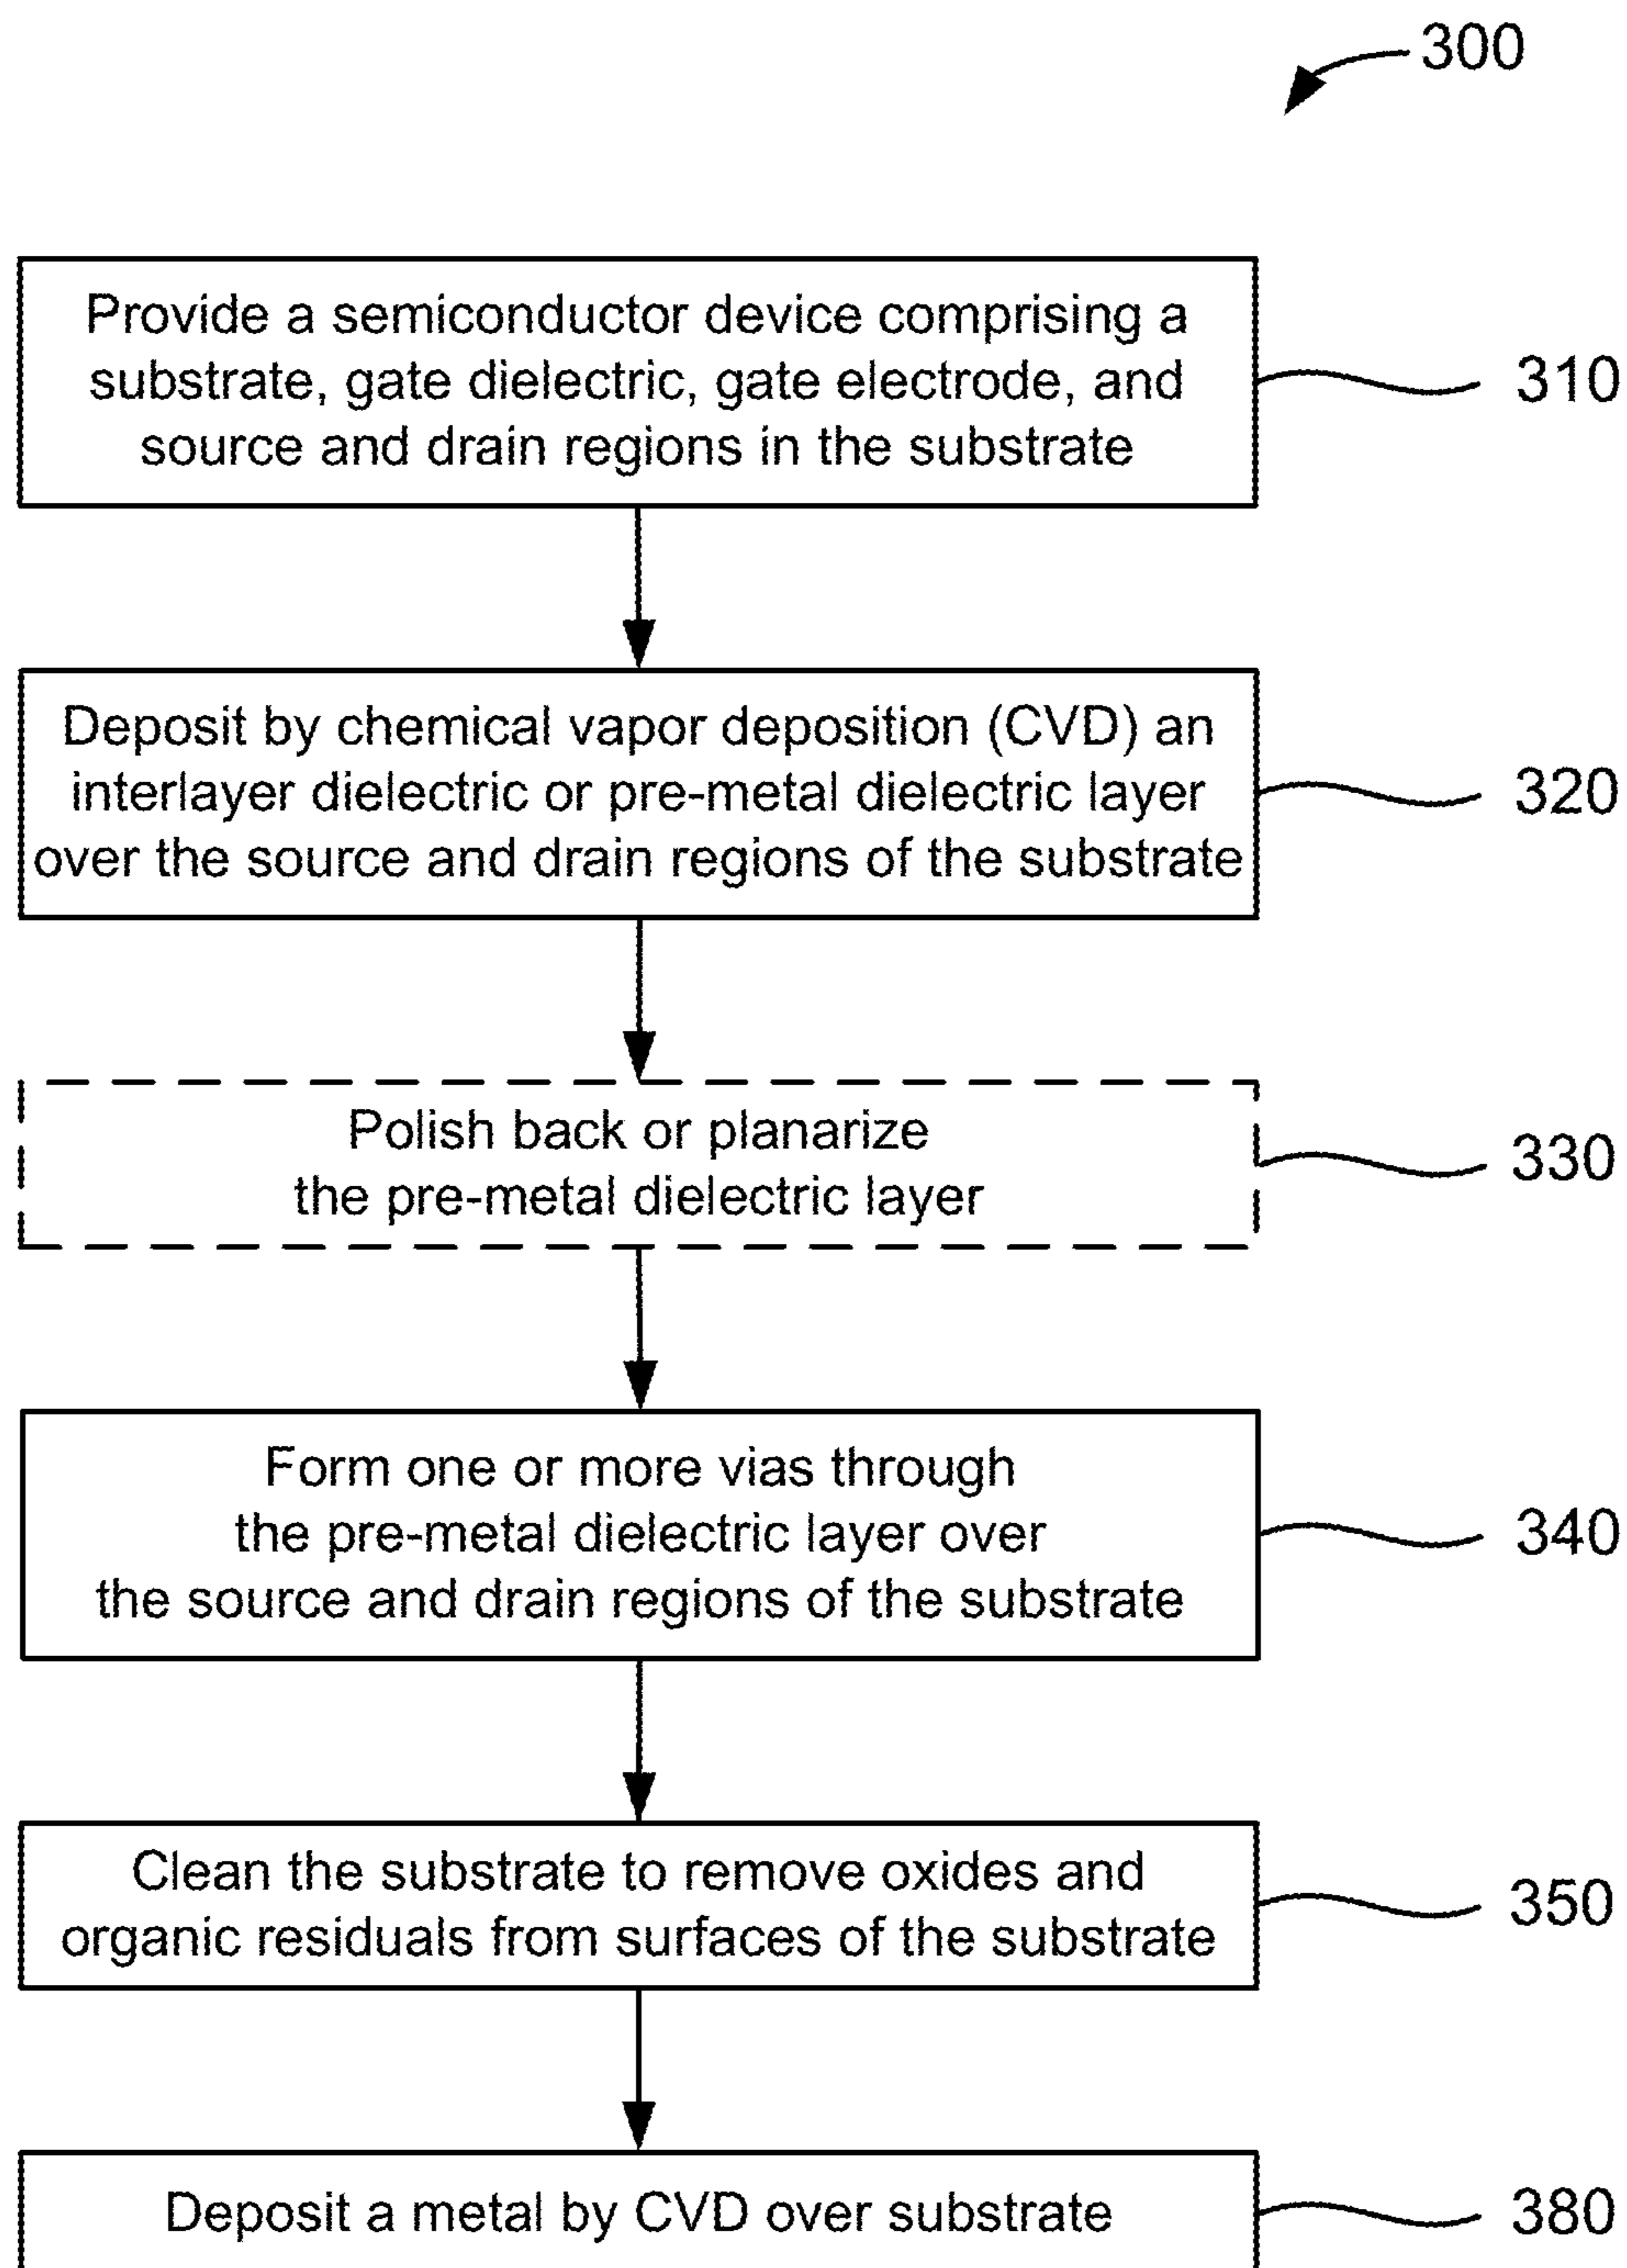 300
Provide a semiconductor device comprising a
substrate, gate dielectric, gate electrode, and
source and drain regions in the substrate
310
Deposit by chemical vapor deposition (CVD) an
interlayer dielectric or pre-metal dielectric layer
over the source and drain regions of the substrate
320
Polish back or planarize
the pre-metal dielectric layer
330
Form one or more vias through
the pre-metal dielectric layer over
the source and drain regions of the substrate
340
Clean the substrate to remove oxides and
organic residuals from surfaces of the substrate
350
Deposit a metal by CVD over substrate
380